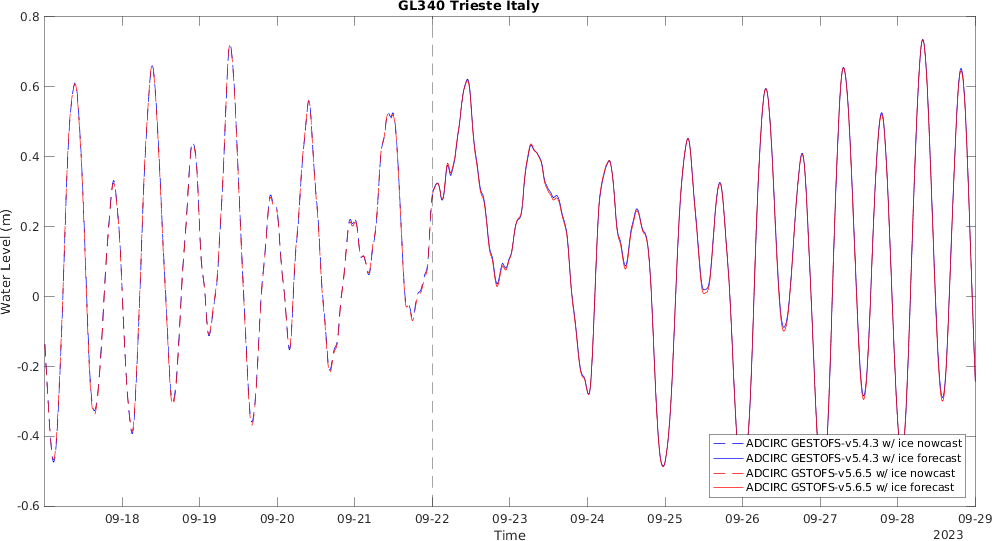 GL340 Trieste Italy
0.8
0.6
0.4
0.2
0
-0.2
-0.4
-0.6
Water Level (m)
ADCIRC GESTOFS-v5.4.3 w/ ice nowcast
ADCIRC GESTOFS-v5.4.3 w/ ice forecast
ADCIRC GSTOFS-v5.6.5 w/ ice nowcast
ADCIRC GSTOFS-v5.6.5 w/ ice forecast
09-18 09-19 09-20 09-21 09-22 09-23 09-24 09-25 09-26 09-27 09-28 09-29
Time
2023